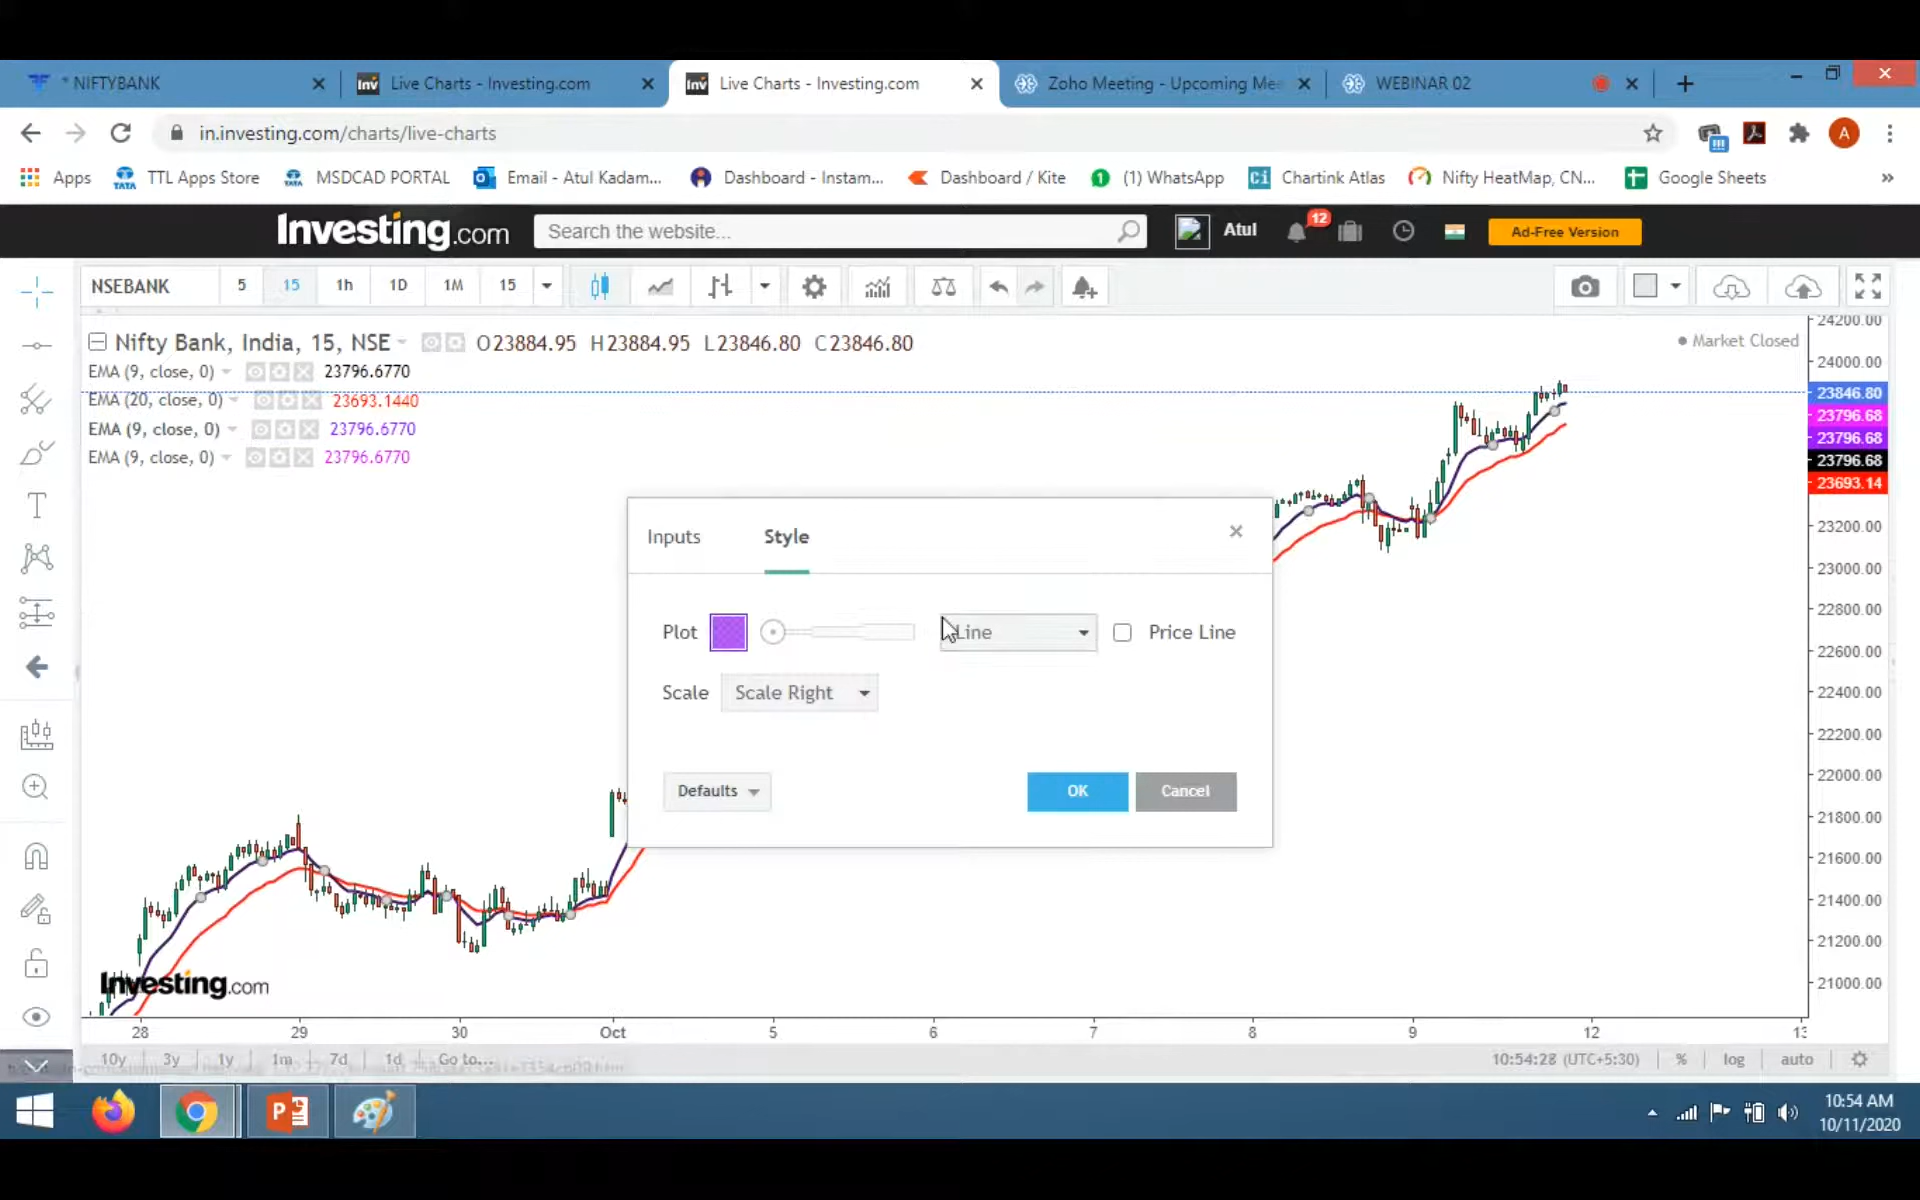 * NIFTYBANK
Live Charts - Investing.com
Live Charts - Investing.com
Zoho Meeting - Upcoming Me
WEBINAR 02
in.investing.com/charts/live-charts
A
Apps
TTL Apps Store
MSDCAD PORTAL
Email - Atul Kadam...
Dashboard - Instam...
Dashboard / Kite
(1) WhatsApp
Chartink Atlas
Nifty HeatMap, CN...
Google Sheets
»
Investing.com
Search the website...
Atul
12
Ad-Free Version
NSEBANK
5
15
1h
1D
1M
15
Nifty Bank, India, 15, NSE
O23884.95 H23884.95 L23846.80 C23846.80
Market Closed
EMA (9, close, 0) 23796.6770
EMA (20, close, 0) 23693.1440
EMA (9, close, 0) 23796.6770
EMA (9, close, 0) 23796.6770
24200.00
24000.00
23846.80
23796.68
23796.68
23796.68
23693.14
23200.00
23000.00
22800.00
22600.00
22400.00
22200.00
22000.00
21800.00
21600.00
21400.00
21200.00
21000.00
Inputs
Style
Plot
Line
Price Line
Scale
Scale Right
Defaults
OK
Cancel
Investing.com
28
29
30
Oct
5
6
7
8
9
12
10y
3y
1y
1m
7d
1d
Go to...
10:54:28 (UTC+5:30)
%
log
auto
10:54 AM
10/11/2020